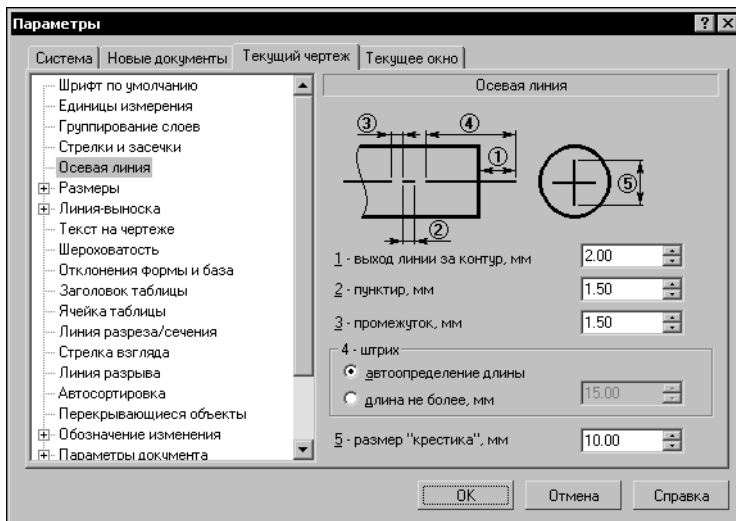 Параметры
Система Новые документы Текущий чертеж Текущее окно
Шрифт по умолчанию
Единицы измерения
Группирование слоев
Стрелки и засечки
Осевая линия
Размеры
Линия-выноска
Текст на чертеже
Шероховатость
Отклонения формы и база
Заголовок таблицы
Ячейка таблицы
Линия разреза/сечения
Стрелка взгляда
Линия разрыва
Автосортировка
Перекрывающиеся объекты
Обозначение изменения
Параметры документа
Осевая линия
3 4
1
5
2
1 - выход линии за контур, мм 2.00
2 - пунктир, мм 1.50
3 - промежуток, мм 1.50
4 - штрих
автоопределение длины
длина не более, мм 15.00
5 - размер "крестика", мм 10.00
OK Отмена Справка